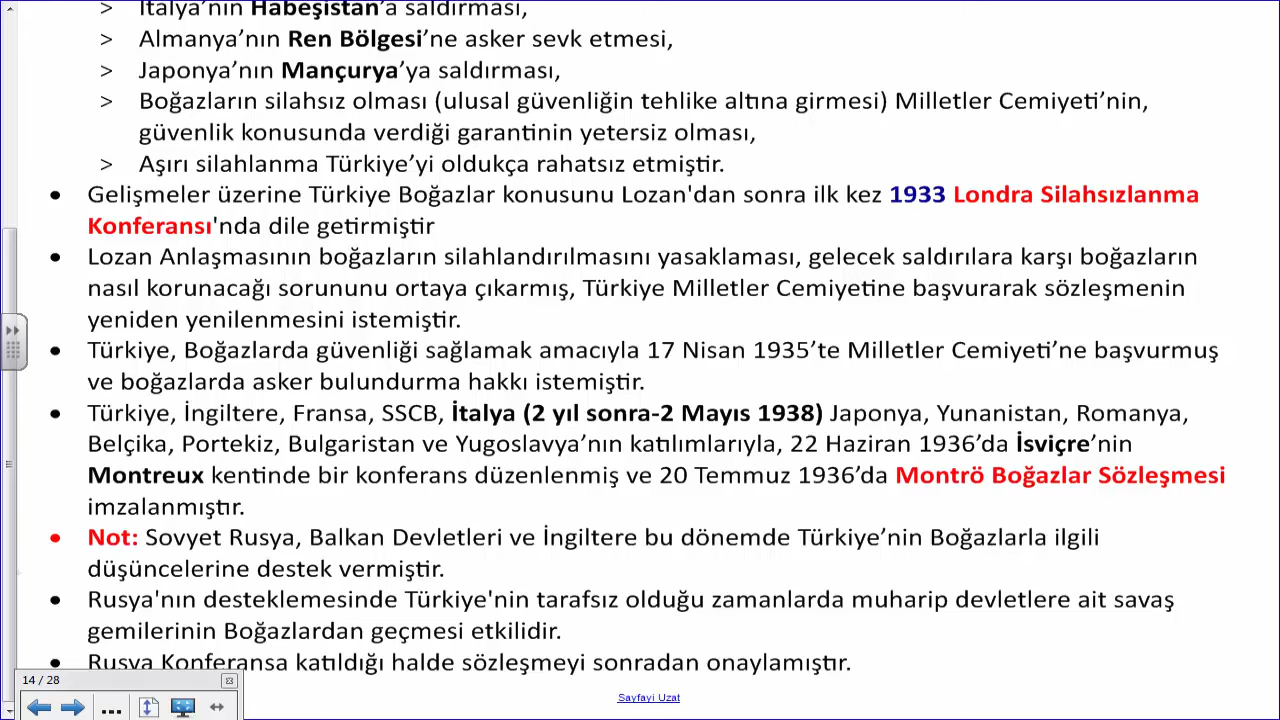 > İtalya’nın Habeşistan’a saldırması,
> Almanya’nın Ren Bölgesi’ne asker sevk etmesi,
> Japonya’nın Mançurya’ya saldırması,
> Boğazların silahsız olması (ulusal güvenliğin tehlike altına girmesi) Milletler Cemiyeti’nin,
güvenlik konusunda verdiği garantinin yetersiz olması,
> Aşırı silahlanma Türkiye’yi oldukça rahatsız etmiştir.
• Gelişmeler üzerine Türkiye Boğazlar konusunu Lozan'dan sonra ilk kez 1933 Londra Silahsızlanma
Konferansı'nda dile getirmiştir
• Lozan Anlaşmasının boğazların silahlandırılmasını yasaklaması, gelecek saldırılara karşı boğazların
nasıl korunacağı sorununu ortaya çıkarmış, Türkiye Milletler Cemiyetine başvurarak sözleşmenin
yeniden yenilenmesini istemiştir.
• Türkiye, Boğazlarda güvenliği sağlamak amacıyla 17 Nisan 1935’te Milletler Cemiyeti’ne başvurmuş
ve boğazlarda asker bulundurma hakkı istemiştir.
• Türkiye, İngiltere, Fransa, SSCB, İtalya (2 yıl sonra-2 Mayıs 1938) Japonya, Yunanistan, Romanya,
Belçika, Portekiz, Bulgaristan ve Yugoslavya’nın katılımlarıyla, 22 Haziran 1936’da İsviçre’nin
Montreux kentinde bir konferans düzenlenmiş ve 20 Temmuz 1936’da Montrö Boğazlar Sözleşmesi
imzalanmıştır.
• Not: Sovyet Rusya, Balkan Devletleri ve İngiltere bu dönemde Türkiye’nin Boğazlarla ilgili
düşüncelerine destek vermiştir.
• Rusya'nın desteklemesinde Türkiye'nin tarafsız olduğu zamanlarda muharip devletlere ait savaş
gemilerinin Boğazlardan geçmesi etkilidir.
• Rusya Konferansa katıldığı halde sözleşmeyi sonradan onaylamıştır.
14 / 28
Sayfayi Uzat